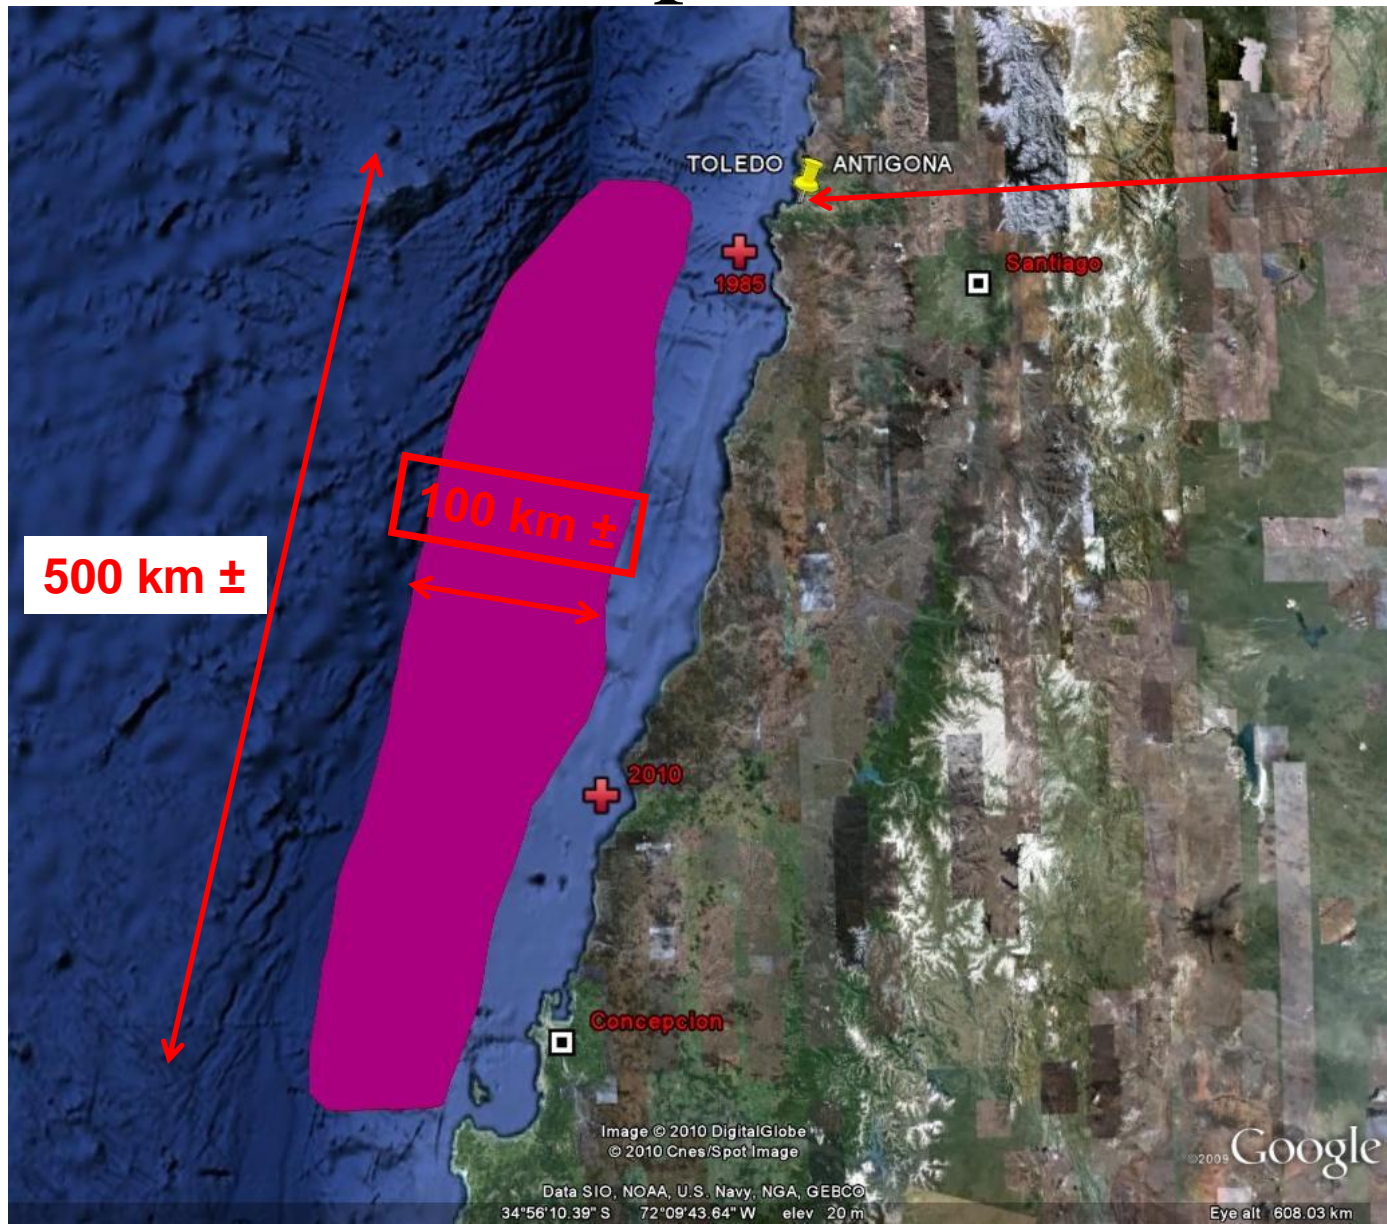 TOLEDO ANTIGONA
1985
Santiago
100 km ±
500 km ±
2010
Concepcion
Image © 2010 DigitalGlobe
© 2010 Cnes/Spot Image
©2009 Google
Data SIO, NOAA, U.S. Navy, NGA, GEBCO
34°56'10.39" S 72°09'43.64" W elev 20 m
Eye alt 608.03 km